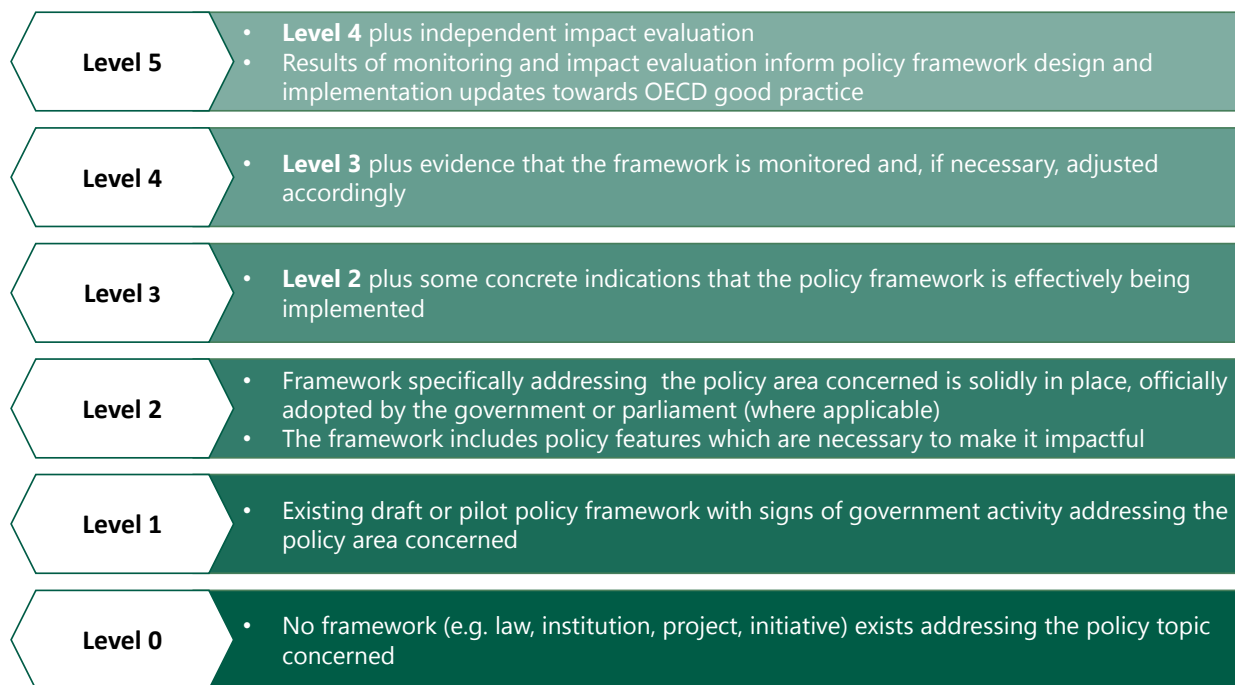 Level 5
• Level 4 plus independent impact evaluation
• Results of monitoring and impact evaluation inform policy framework design and
implementation updates towards OECD good practice
Level 4
• Level 3 plus evidence that the framework is monitored and, if necessary, adjusted
accordingly
Level 3
• Level 2 plus some concrete indications that the policy framework is effectively being
implemented
Level 2
• Framework specifically addressing  the policy area concerned is solidly in place, officially
adopted by the government or parliament (where applicable)
• The framework includes policy features which are necessary to make it impactful
Level 1
• Existing draft or pilot policy framework with signs of government activity addressing the
policy area concerned
Level 0
• No framework (e.g. law, institution, project, initiative) exists addressing the policy topic
concerned